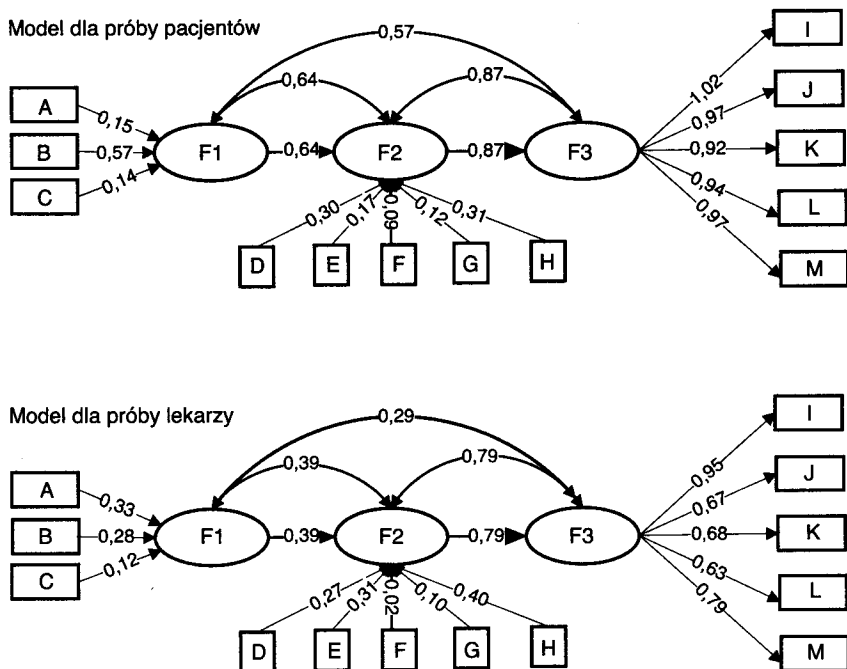 Model dla próby pacjentów
0,57
I
0,64
0,87
1,02
J
A
0,15
0,97
B
0,57
F1
0,64
F2
0,87
F3
0,92
K
C
0,14
0,94
L
0,30
0,17
0,09
0,12
0,31
0,97
D
E
F
G
H
M
Model dla próby lekarzy
0,29
I
0,39
0,79
0,95
J
A
0,33
0,67
B
0,28
F1
0,39
F2
0,79
F3
0,68
K
C
0,12
0,63
L
0,27
0,31
0,02
0,10
0,40
0,79
D
E
F
G
H
M